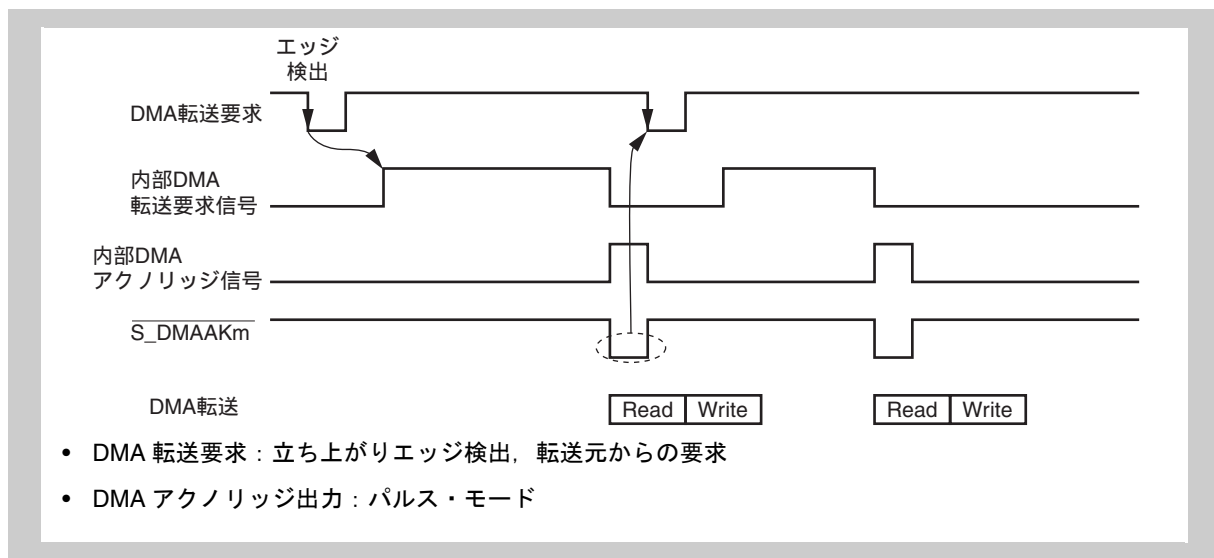 エッジ
検出
DMA転送要求
内部DMA
転送要求信号
内部DMA
アクノリッジ信号
S_DMAAKm
DMA転送
Read Write Read Write
• DMA 転送要求：立ち上がりエッジ検出，転送元からの要求
• DMA アクノリッジ出力：パルス・モード